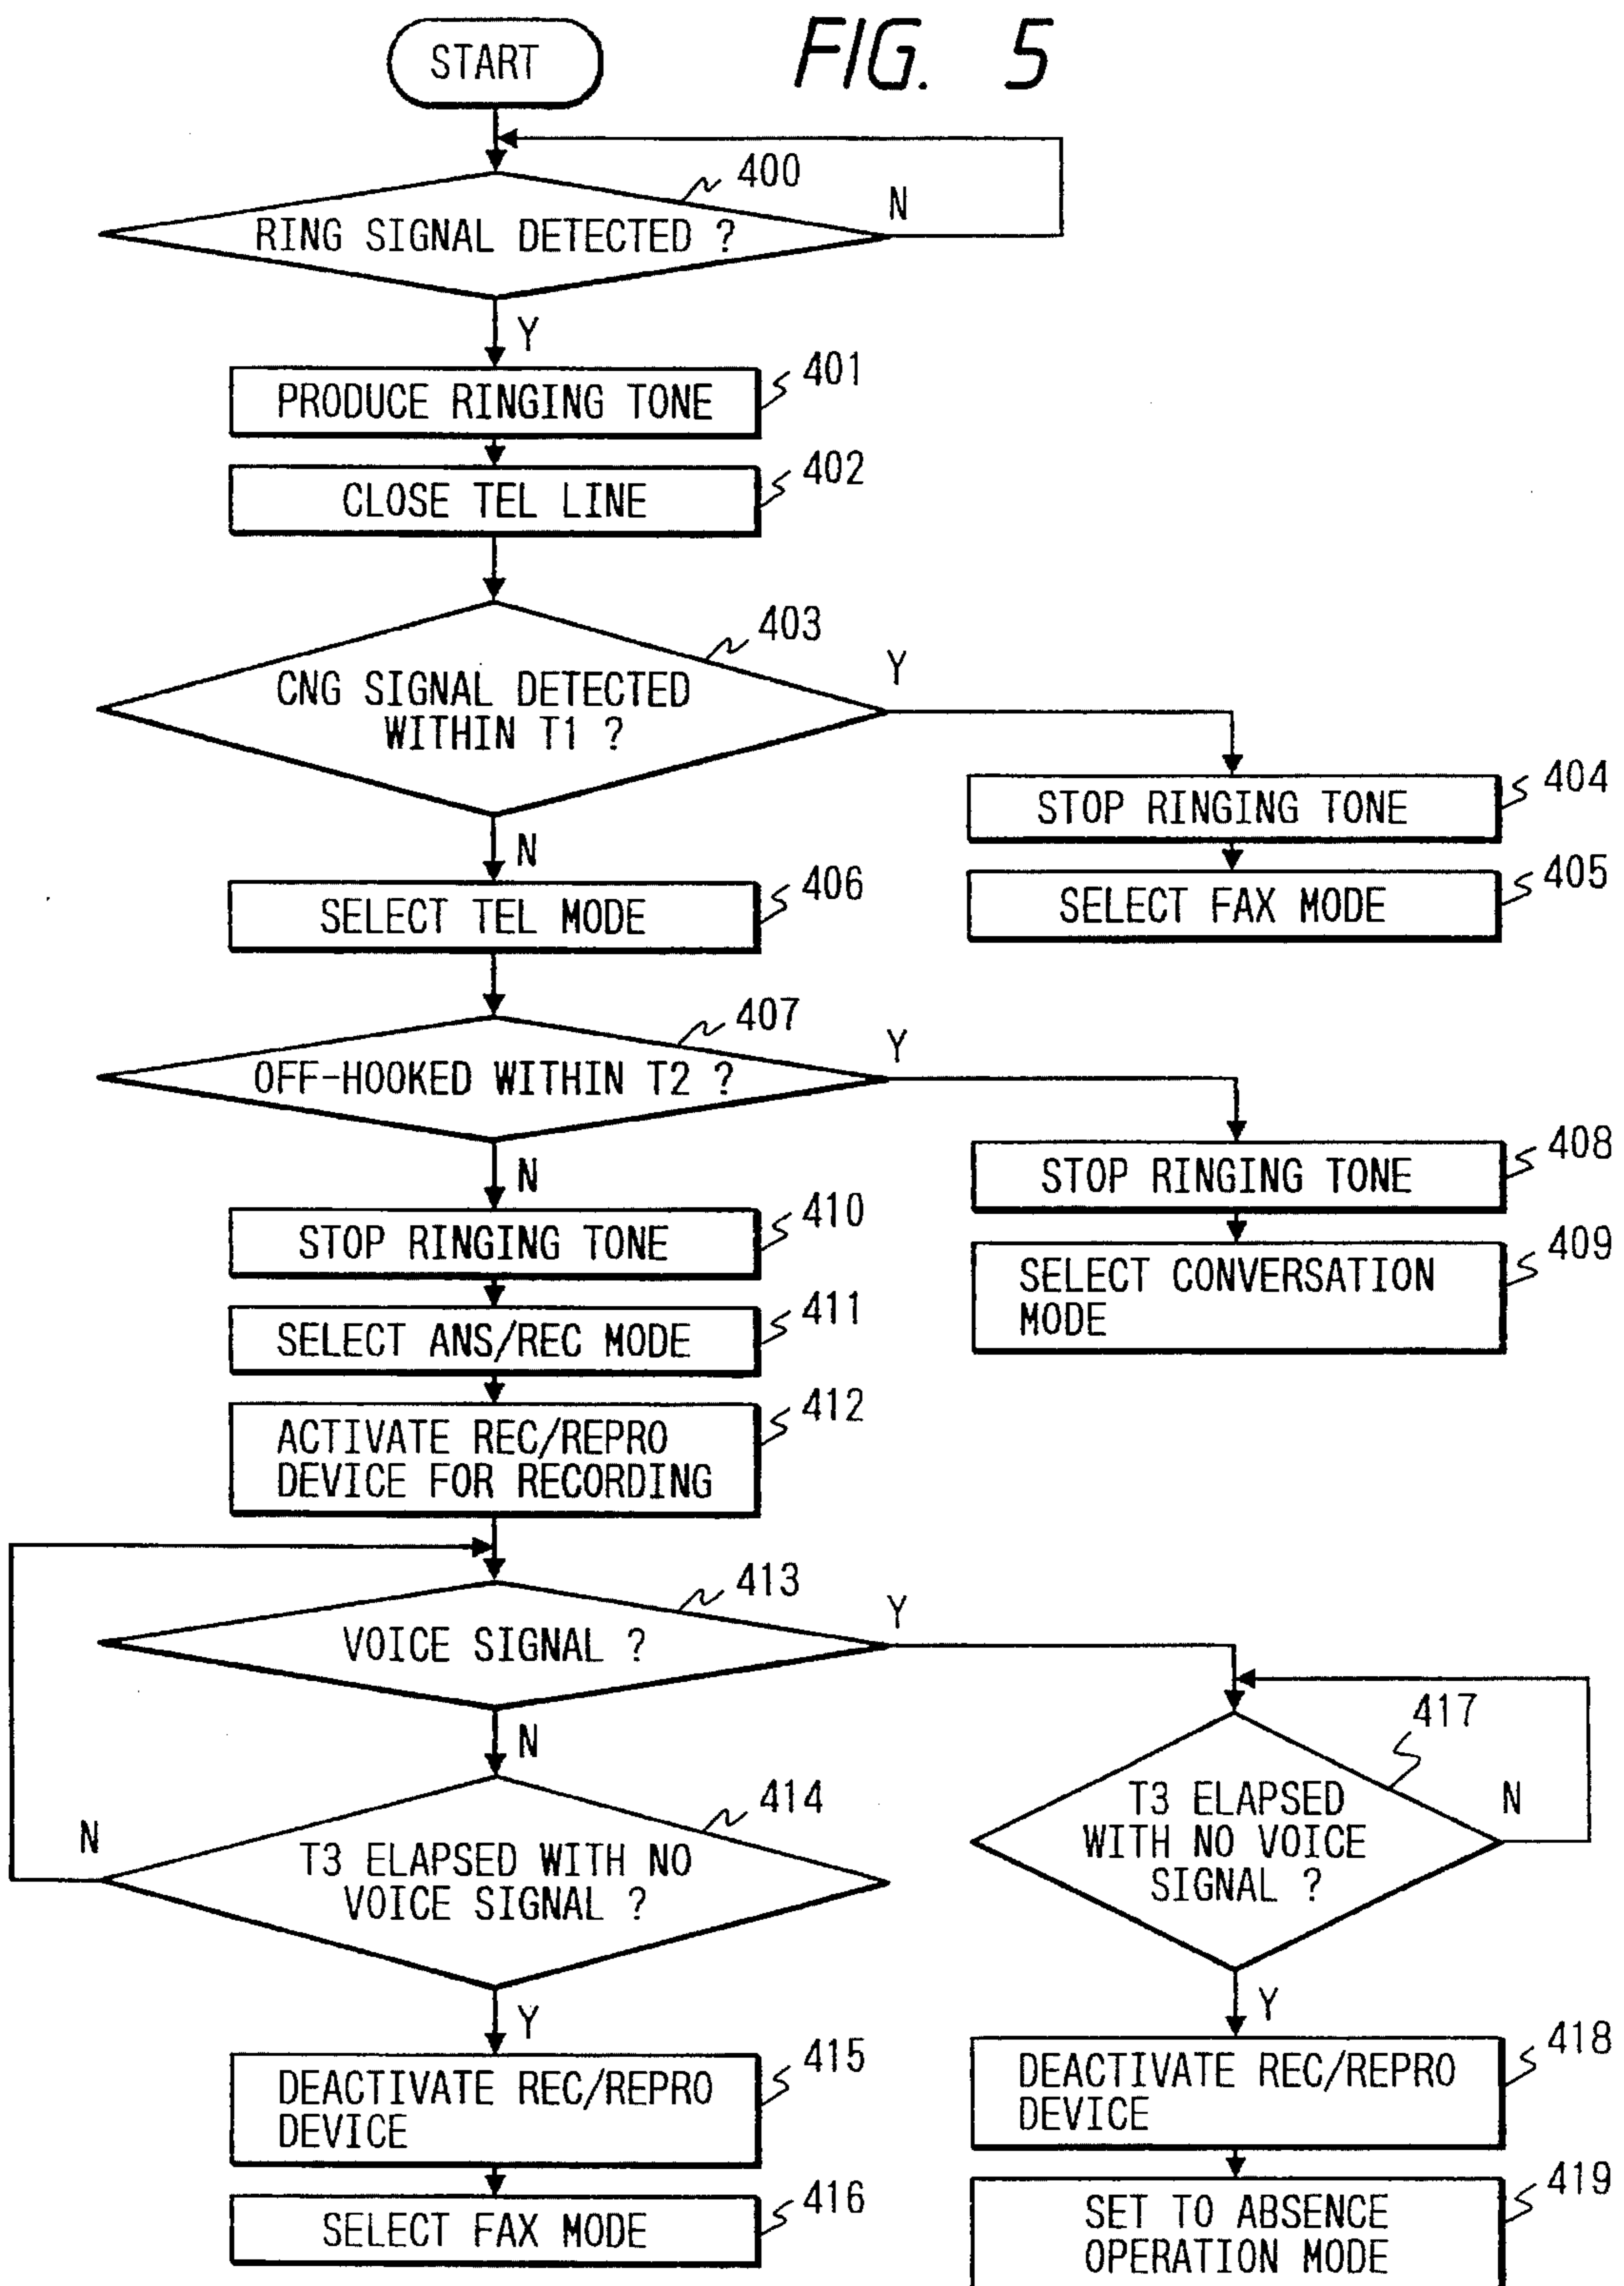 START
FIG. 5
400
N
RING SIGNAL DETECTED ?
Y
401
PRODUCE RINGING TONE
402
CLOSE TEL LINE
403
Y
CNG SIGNAL DETECTED
WITHIN T1 ?
404
STOP RINGING TONE
N
405
SELECT FAX MODE
406
SELECT TEL MODE
407
Y
OFF-HOOKED WITHIN T2 ?
408
STOP RINGING TONE
N
410
STOP RINGING TONE
409
SELECT CONVERSATION
MODE
411
SELECT ANS/REC MODE
412
ACTIVATE REC/REPRO
DEVICE FOR RECORDING
413
Y
VOICE SIGNAL ?
N
417
T3 ELAPSED
WITH NO VOICE
SIGNAL ?
N
414
N
T3 ELAPSED WITH NO
VOICE SIGNAL ?
Y
Y
415
DEACTIVATE REC/REPRO
DEVICE
418
DEACTIVATE REC/REPRO
DEVICE
416
SELECT FAX MODE
419
SET TO ABSENCE
OPERATION MODE